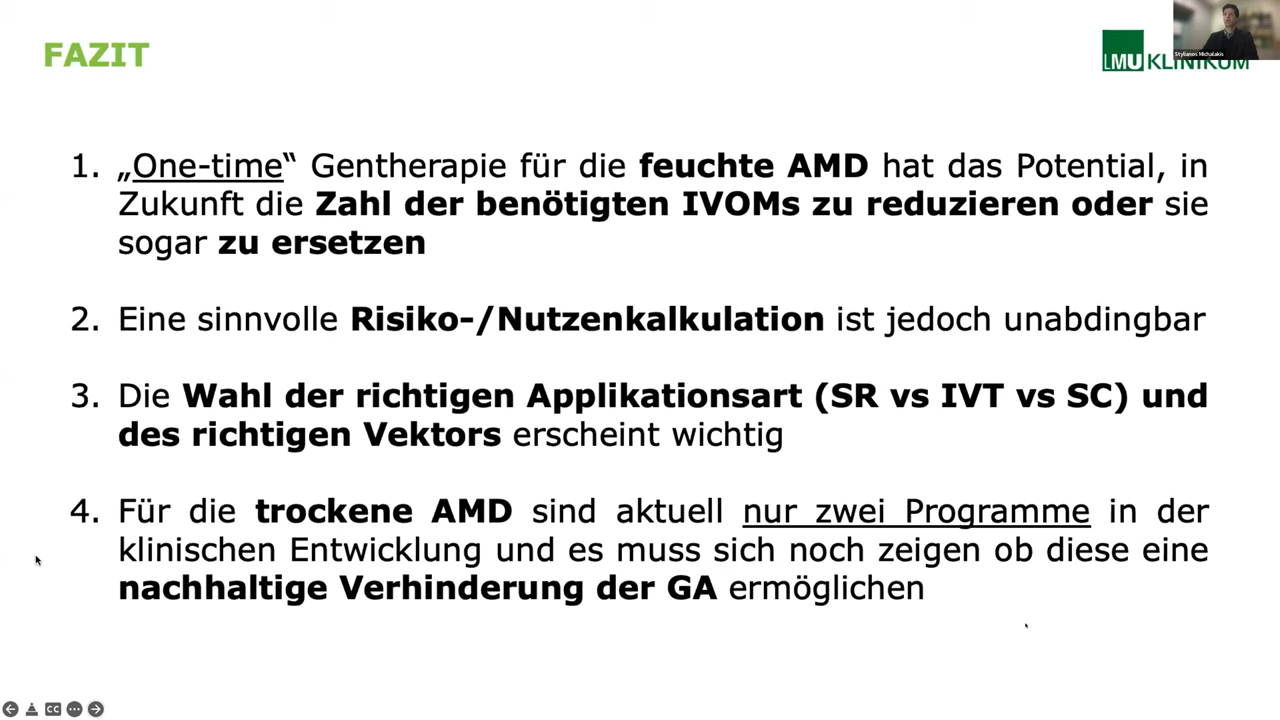 FAZIT
LMU KLINIKUM
Stylianos Michalakis
1. „One-time“ Gentherapie für die feuchte AMD hat das Potential, in
Zukunft die Zahl der benötigten IVOMs zu reduzieren oder sie
sogar zu ersetzen
2. Eine sinnvolle Risiko-/Nutzenkalkulation ist jedoch unabdingbar
3. Die Wahl der richtigen Applikationsart (SR vs IVT vs SC) und
des richtigen Vektors erscheint wichtig
4. Für die trockene AMD sind aktuell nur zwei Programme in der
klinischen Entwicklung und es muss sich noch zeigen ob diese eine
nachhaltige Verhinderung der GA ermöglichen
CC